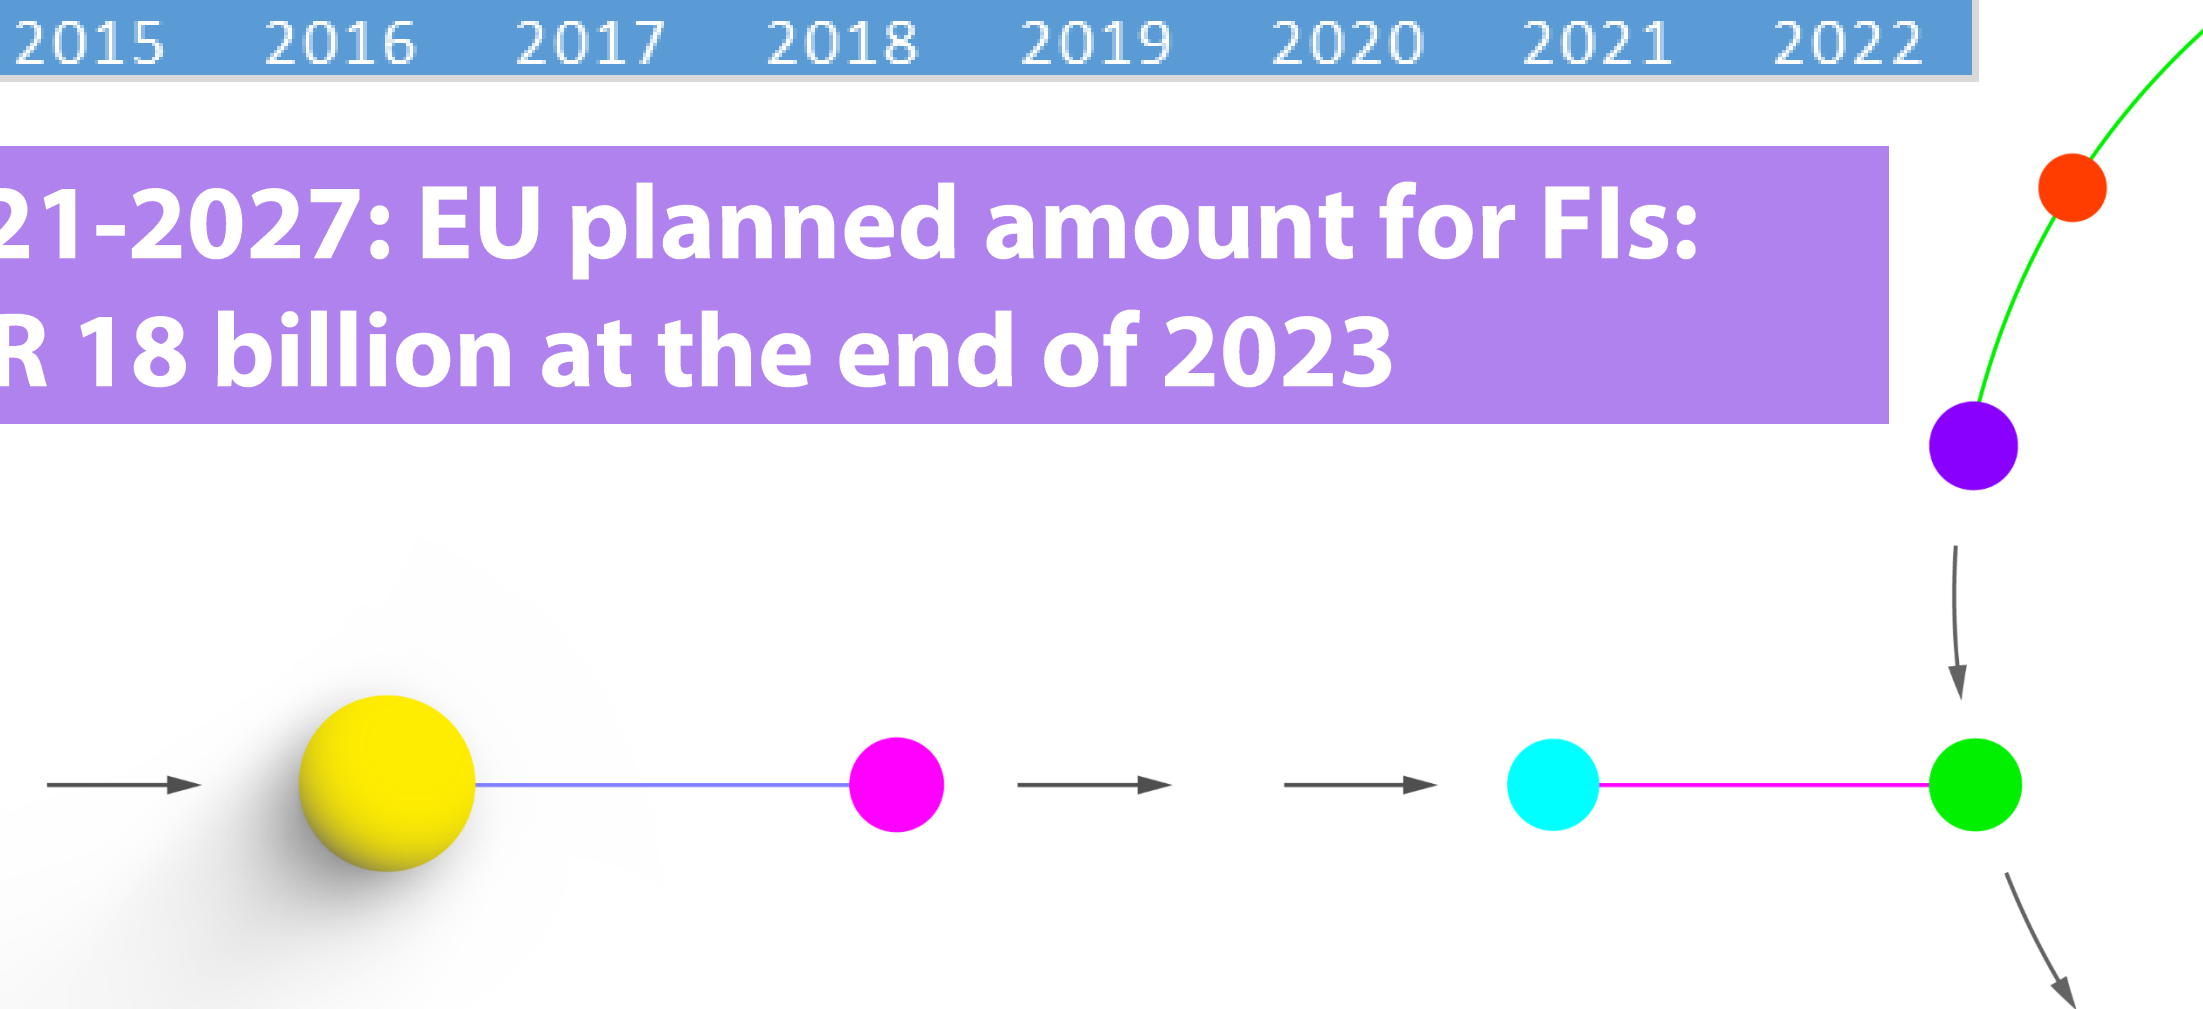 2015 2016 2017 2018 2019 2020 2021 2022
21-2027: EU planned amount for FIs:
R 18 billion at the end of 2023